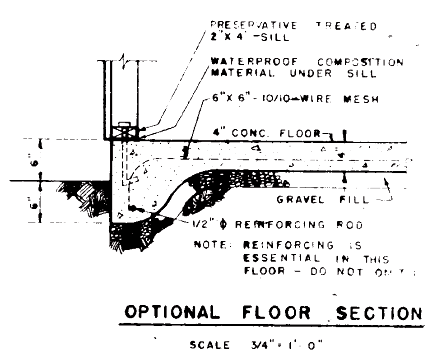 PRESERVATIVE TREATED
2" X 4" - SILL
WATERPROOF COMPOSITION
MATERIAL UNDER SILL
6" X 6" - 10/10 - WIRE MESH
4" CONC. FLOOR
6"
4"
6"
GRAVEL FILL
1/2" ϕ REINFORCING ROD
NOTE: REINFORCING IS
ESSENTIAL IN THIS
FLOOR - DO NOT
OPTIONAL FLOOR SECTION
SCALE 3/4" = 1'-0"